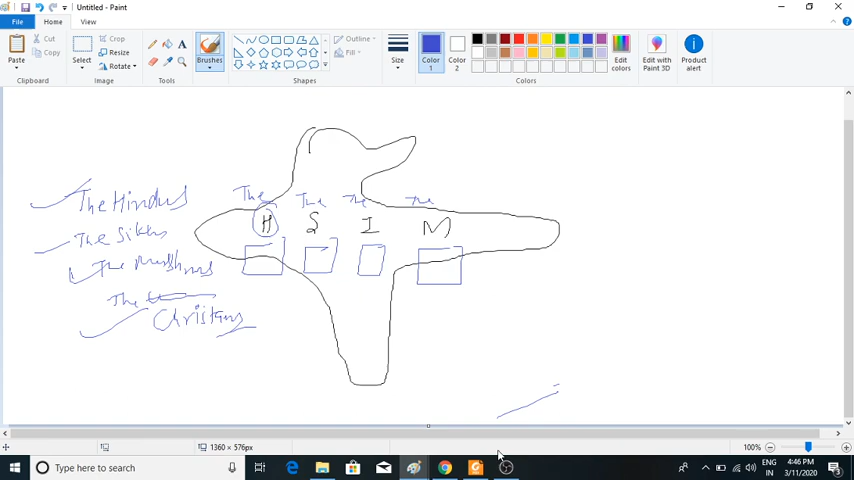 Untitled - Paint
File
Home
View
Paste
Cut
Copy
Clipboard
Select
Crop
Resize
Rotate
Image
A
Tools
Brushes
Shapes
Outline
Fill
Size
Color 1
Color 2
Edit colors
Edit with Paint 3D
Product alert
Colors
The Hindus
The Sikhs
The
The
Christians
The The The The
H S I M
1360 × 576px
100%
Type here to search
ENG
IN
4:46 PM
3/11/2020
3